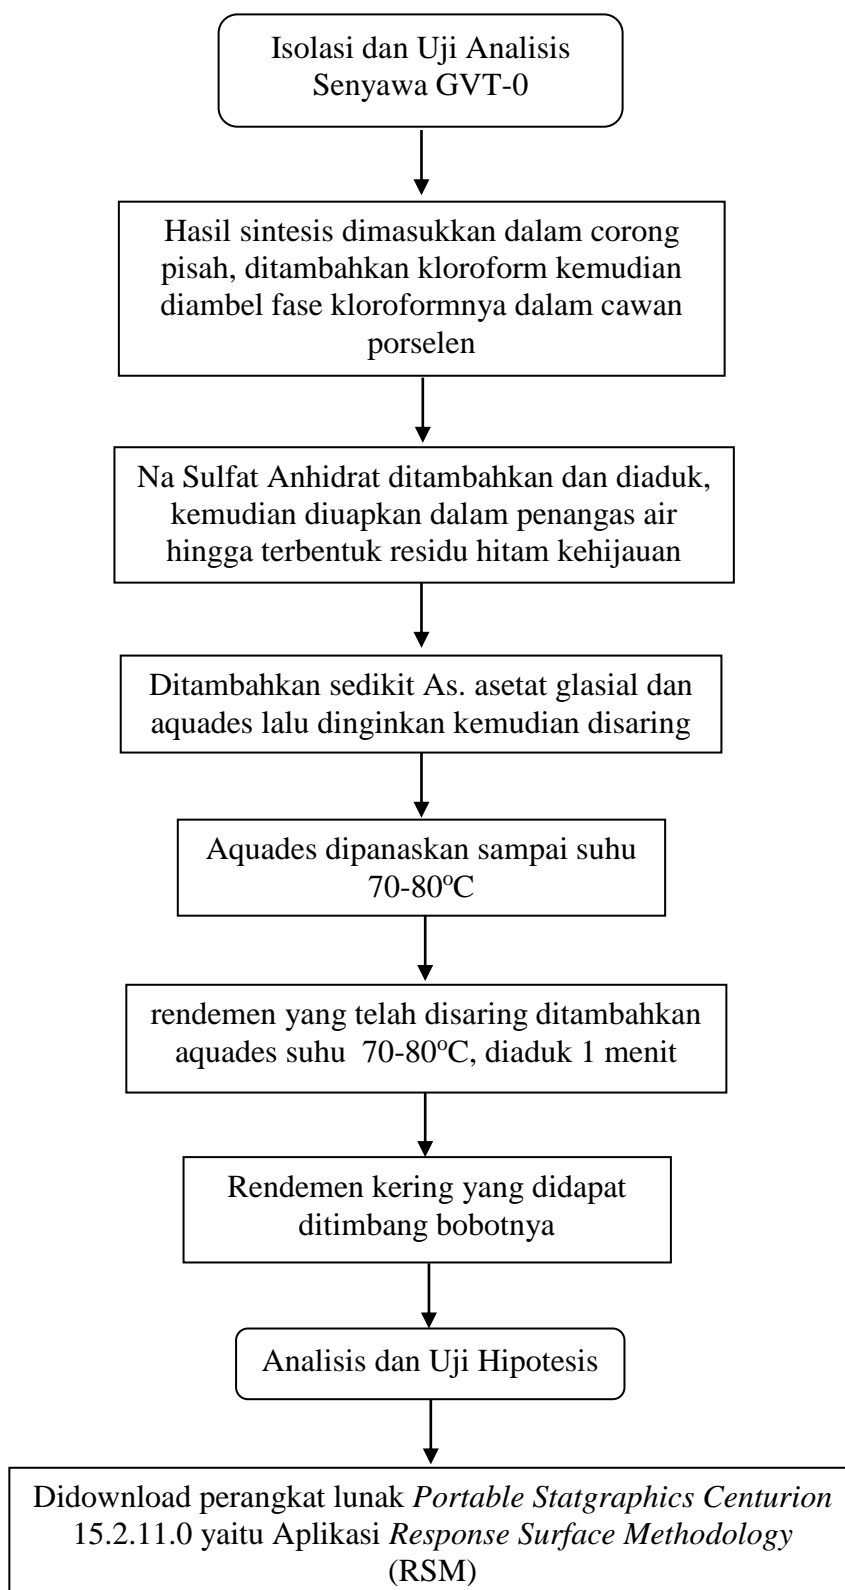 Isolasi dan Uji Analisis
Senyawa GVT-0
Hasil sintesis dimasukkan dalam corong
pisah, ditambahkan kloroform kemudian
diambel fase kloroformnya dalam cawan
porselen
Na Sulfat Anhidrat ditambahkan dan diaduk,
kemudian diuapkan dalam penangas air
hingga terbentuk residu hitam kehijauan
Ditambahkan sedikit As. asetat glasial dan
aquades lalu dinginkan kemudian disaring
Aquades dipanaskan sampai suhu
70-80°C
rendemen yang telah disaring ditambahkan
aquades suhu 70-80°C, diaduk 1 menit
Rendemen kering yang didapat
ditimbang bobotnya
Analisis dan Uji Hipotesis
Didownload perangkat lunak Portable Statgraphics Centurion
15.2.11.0 yaitu Aplikasi Response Surface Methodology
(RSM)